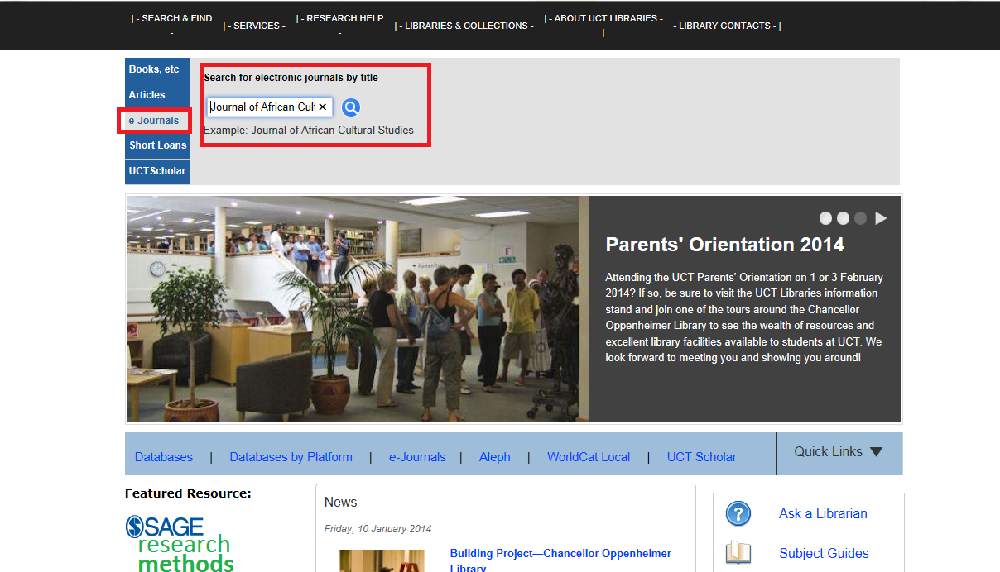 | - SEARCH & FIND -
| - SERVICES -
| - RESEARCH HELP -
| - LIBRARIES & COLLECTIONS -
| - ABOUT UCT LIBRARIES - |
- LIBRARY CONTACTS - |
Books, etc
Articles
e-Journals
Short Loans
UCTScholar
Search for electronic journals by title
Journal of African Cult ✕
Example: Journal of African Cultural Studies
Parents' Orientation 2014
Attending the UCT Parents' Orientation on 1 or 3 February
2014? If so, be sure to visit the UCT Libraries information
stand and join one of the tours around the Chancellor
Oppenheimer Library to see the wealth of resources and
excellent library facilities available to students at UCT. We
look forward to meeting you and showing you around!
Databases | Databases by Platform | e-Journals | Aleph | WorldCat Local | UCT Scholar
Quick Links ▼
Featured Resource:
SAGE
research
methods
News
Friday, 10 January 2014
Building Project—Chancellor Oppenheimer
Library
? Ask a Librarian
Subject Guides